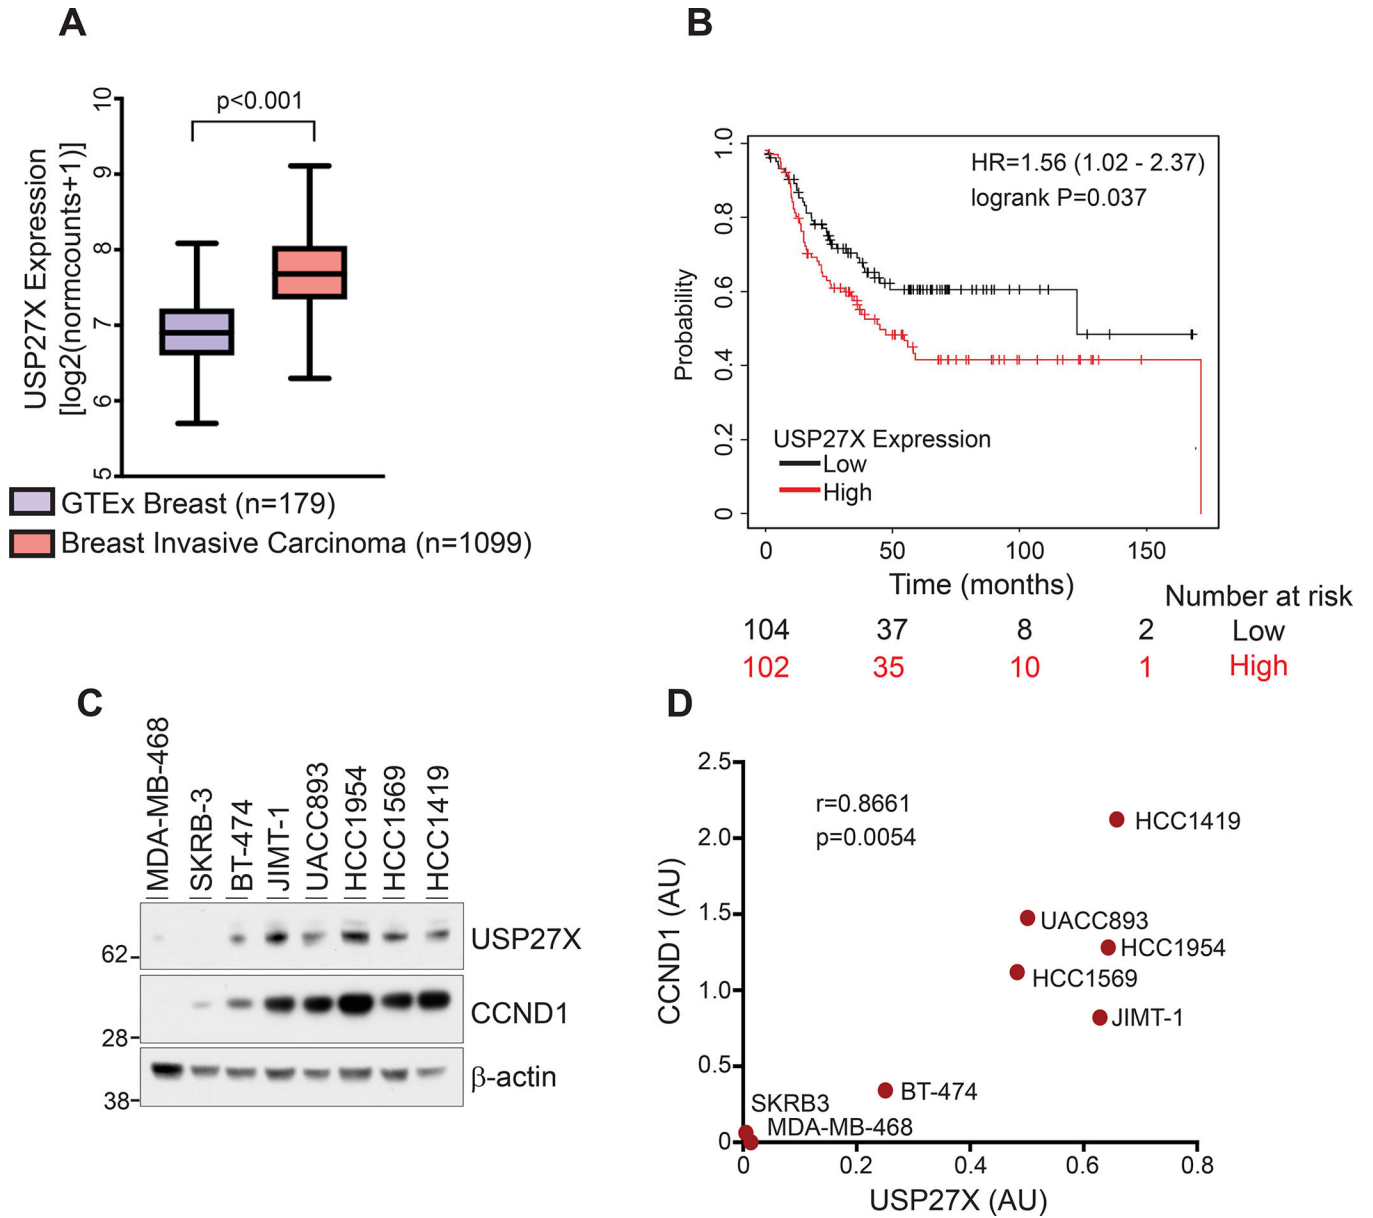 A
USP27X Expression
[log2(normcounts+1)]
10
9
8
7
6
5
p<0.001
GTEx Breast (n=179)
Breast Invasive Carcinoma (n=1099)
B
Probability
1.0
0.8
0.6
0.4
0.2
0
HR=1.56 (1.02 - 2.37)
logrank P=0.037
USP27X Expression
Low
High
0 50 100 150
Time (months)
Number at risk
104 37 8 2 Low
102 35 10 1 High
C
MDA-MB-468
SKRB-3
BT-474
JIMT-1
UACC893
HCC1954
HCC1569
HCC1419
62
USP27X
28
CCND1
38
β-actin
D
CCND1 (AU)
2.5
2.0
1.5
1.0
0.5
0
r=0.8661
p=0.0054
HCC1419
UACC893
HCC1954
HCC1569
JIMT-1
BT-474
SKRB3
MDA-MB-468
0 0.2 0.4 0.6 0.8
USP27X (AU)